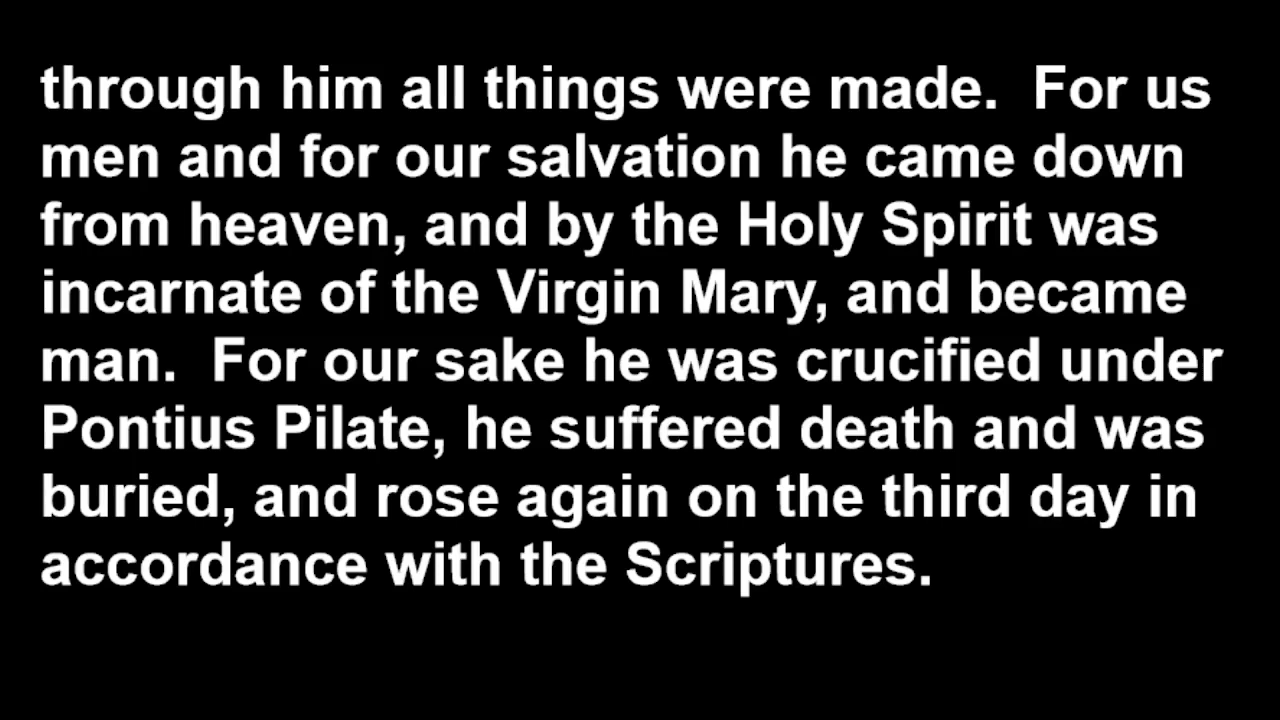 through him all things were made.  For us
men and for our salvation he came down
from heaven, and by the Holy Spirit was
incarnate of the Virgin Mary, and became
man.  For our sake he was crucified under
Pontius Pilate, he suffered death and was
buried, and rose again on the third day in
accordance with the Scriptures.